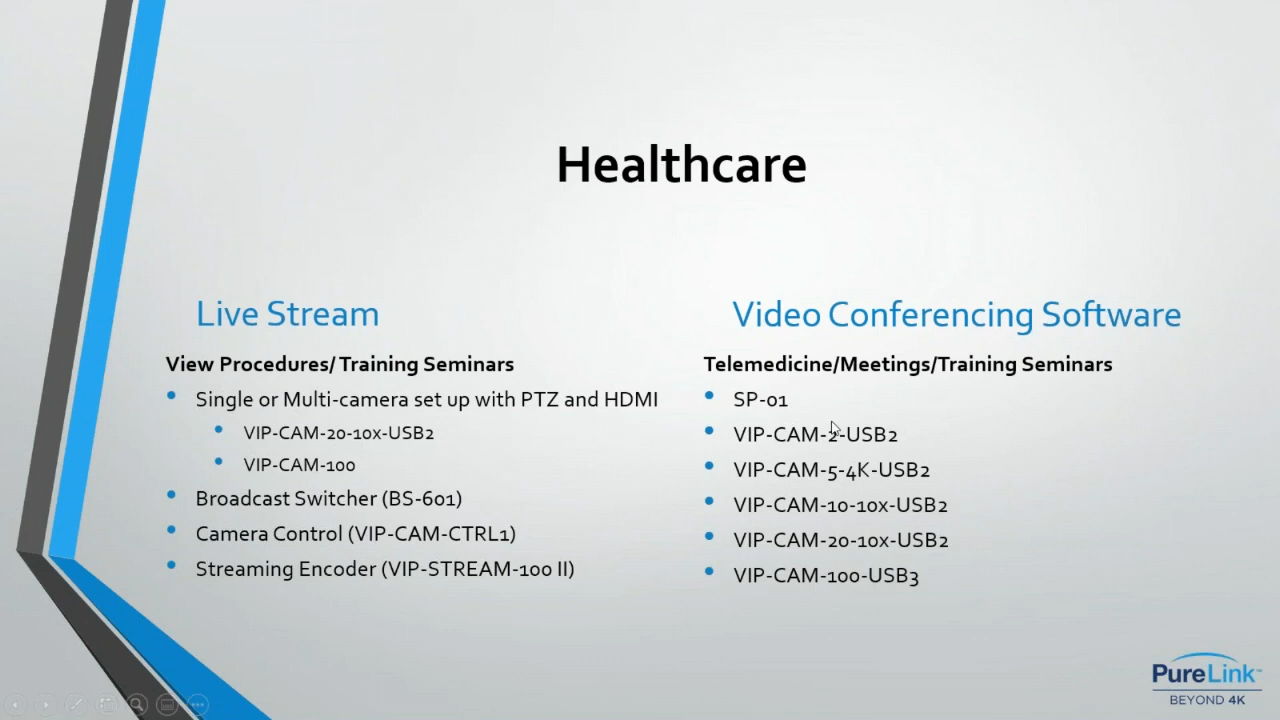 Healthcare
Live Stream
View Procedures/ Training Seminars
Single or Multi-camera set up with PTZ and HDMI
VIP-CAM-20-10x-USB2
VIP-CAM-100
Broadcast Switcher (BS-601)
Camera Control (VIP-CAM-CTRL1)
Streaming Encoder (VIP-STREAM-100 II)
Video Conferencing Software
Telemedicine/Meetings/Training Seminars
SP-01
VIP-CAM-2-USB2
VIP-CAM-5-4K-USB2
VIP-CAM-10-10x-USB2
VIP-CAM-20-10x-USB2
VIP-CAM-100-USB3
PureLink™
BEYOND 4K